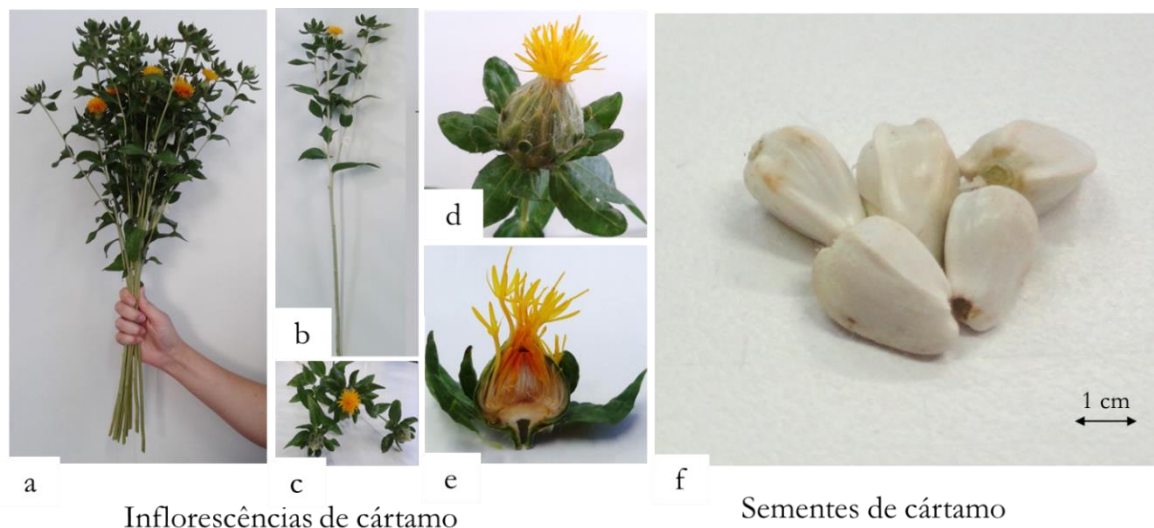 a
b
c
d
e
f
1 cm
Inflorescências de cártamo
Sementes de cártamo